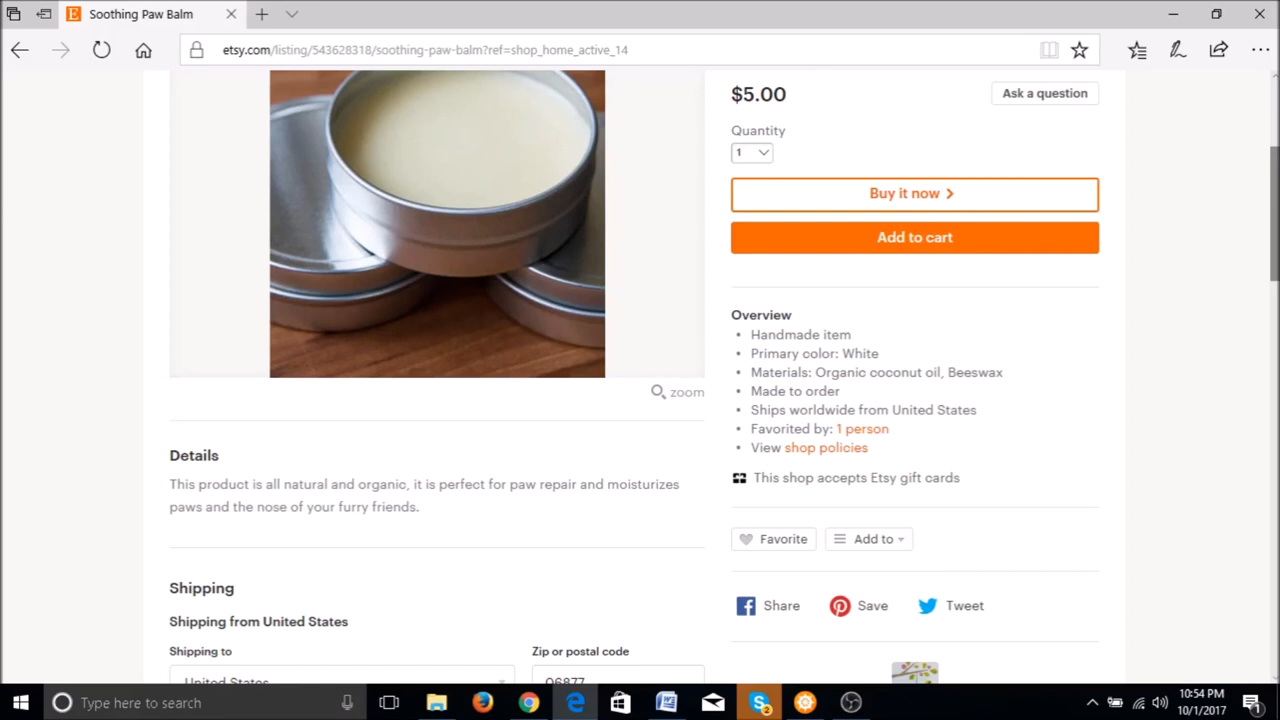 Soothing Paw Balm
etsy.com/listing/543628318/soothing-paw-balm?ref=shop_home_active_14
$5.00
Ask a question
Quantity
1
Buy it now
Add to cart
Overview
• Handmade item
• Primary color: White
• Materials: Organic coconut oil, Beeswax
• Made to order
• Ships worldwide from United States
• Favorited by: 1 person
• View shop policies
This shop accepts Etsy gift cards
Favorite
Add to
Share
Save
Tweet
zoom
Details
This product is all natural and organic, it is perfect for paw repair and moisturizes
paws and the nose of your furry friends.
Shipping
Shipping from United States
Shipping to
Zip or postal code
United States
06877
Type here to search
10:54 PM
10/1/2017